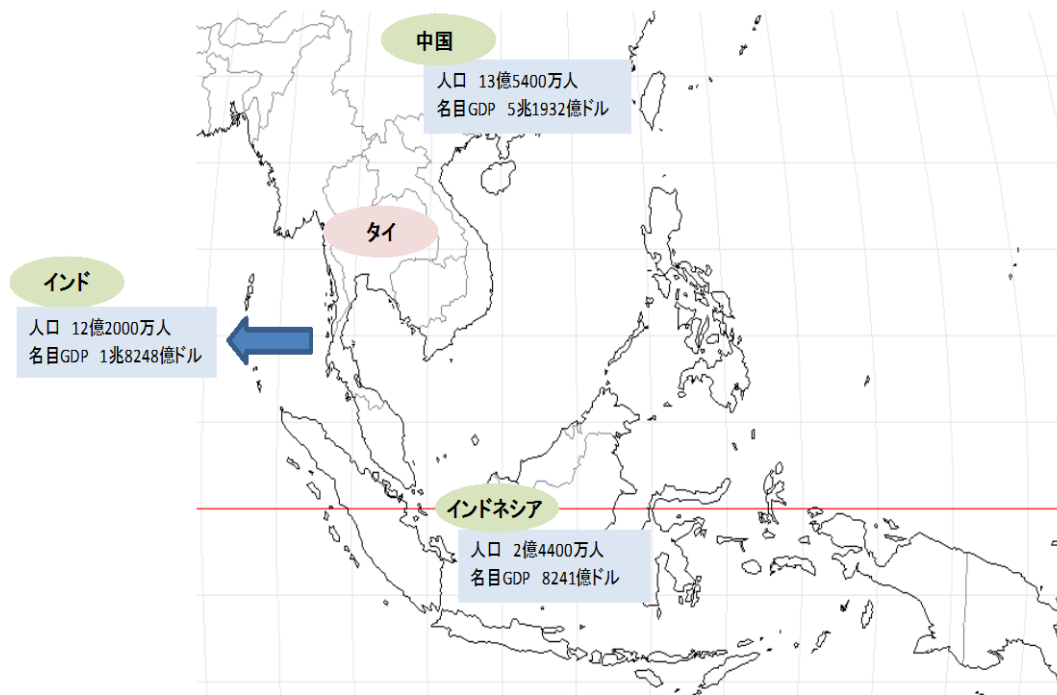 中国
人口 13億5400万人
名目GDP 5兆1932億ドル
タイ
インド
人口 12億2000万人
名目GDP 1兆8248億ドル
インドネシア
人口 2億4400万人
名目GDP 8241億ドル